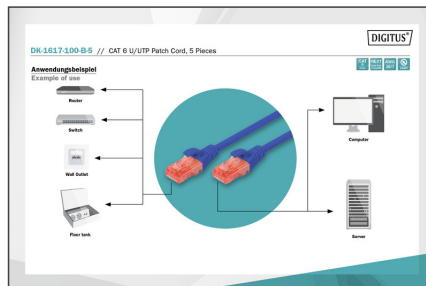 DIGITUS®
DK-1617-100-B-5 // CAT 6 U/UTP Patch Cord, 5 Pieces
Anwendungsbeispiel
Example of use
Router
Switch
Wall Outlet
Floor tank
Computer
Server